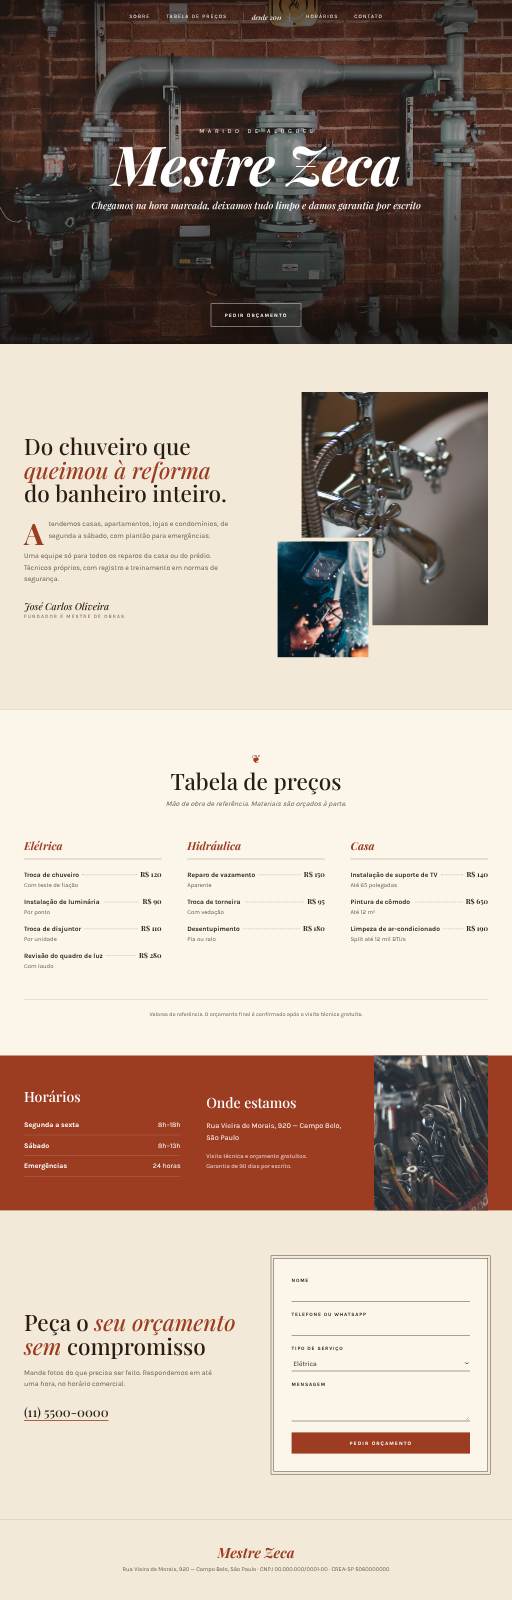 SOBRE
TABELA DE PREÇOS
desde 2011
HORÁRIOS
CONTATO
MARIDO DE ALUGUEL
Mestre Zeca
Chegamos na hora marcada, deixamos tudo limpo e damos garantia por escrito
PEDIR ORÇAMENTO
Do chuveiro que
queimou à reforma
do banheiro inteiro.
Atendemos casas, apartamentos, lojas e condomínios, de
segunda a sábado, com plantão para emergências.
Uma equipe só para todos os reparos da casa ou do prédio.
Técnicos próprios, com registro e treinamento em normas de
segurança.
José Carlos Oliveira
FUNDADOR E MESTRE DE OBRAS
❦
Tabela de preços
Mão de obra de referência. Materiais são orçados à parte.
Elétrica
Troca de chuveiro R$ 120
Com teste de fiação
Instalação de luminária R$ 90
Por ponto
Troca de disjuntor R$ 110
Por unidade
Revisão do quadro de luz R$ 280
Com laudo
Hidráulica
Reparo de vazamento R$ 150
Aparente
Troca de torneira R$ 95
Com vedação
Desentupimento R$ 180
Pia ou ralo
Casa
Instalação de suporte de TV R$ 140
Até 65 polegadas
Pintura de cômodo R$ 650
Até 12 m²
Limpeza de ar-condicionado R$ 190
Split até 12 mil BTUs
Valores de referência. O orçamento final é confirmado após a visita técnica gratuita.
Horários
Segunda a sexta 8h–18h
Sábado 8h–13h
Emergências 24 horas
Onde estamos
Rua Vieira de Morais, 920 — Campo Belo,
São Paulo
Visita técnica e orçamento gratuitos.
Garantia de 90 dias por escrito.
Peça o seu orçamento
sem compromisso
Mande fotos do que precisa ser feito. Respondemos em até
uma hora, no horário comercial.
(11) 5500-0000
NOME
TELEFONE OU WHATSAPP
TIPO DE SERVIÇO
Elétrica
MENSAGEM
PEDIR ORÇAMENTO
Mestre Zeca
Rua Vieira de Morais, 920 — Campo Belo, São Paulo · CNPJ 00.000.000/0001-00 · CREA-SP 5060000000